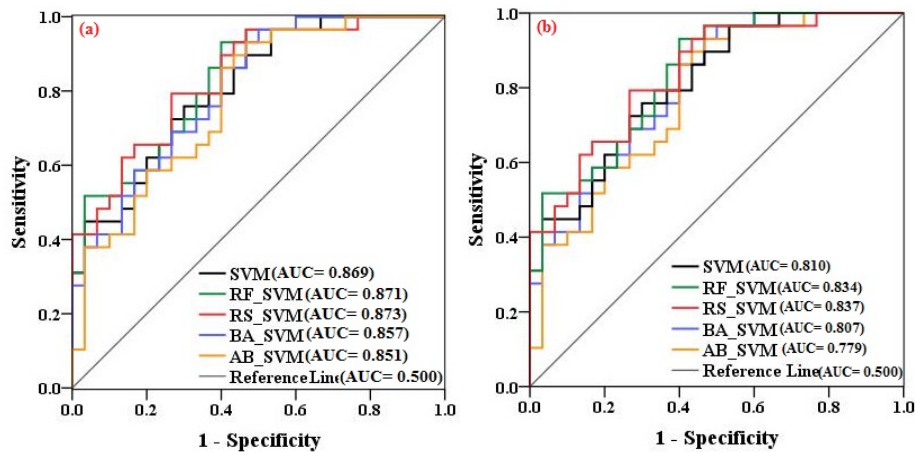 (a)
1.0
0.8
0.6
0.4
0.2
0.0
Sensitivity
SVM (AUC= 0.869)
RF_SVM (AUC= 0.871)
RS_SVM (AUC= 0.873)
BA_SVM (AUC= 0.857)
AB_SVM (AUC= 0.851)
Reference Line (AUC= 0.500)
0.0 0.2 0.4 0.6 0.8 1.0
1 - Specificity
(b)
1.0
0.8
0.6
0.4
0.2
0.0
Sensitivity
SVM (AUC= 0.810)
RF_SVM (AUC= 0.834)
RS_SVM (AUC= 0.837)
BA_SVM (AUC= 0.807)
AB_SVM (AUC= 0.779)
Reference Line (AUC= 0.500)
0.0 0.2 0.4 0.6 0.8 1.0
1 - Specificity